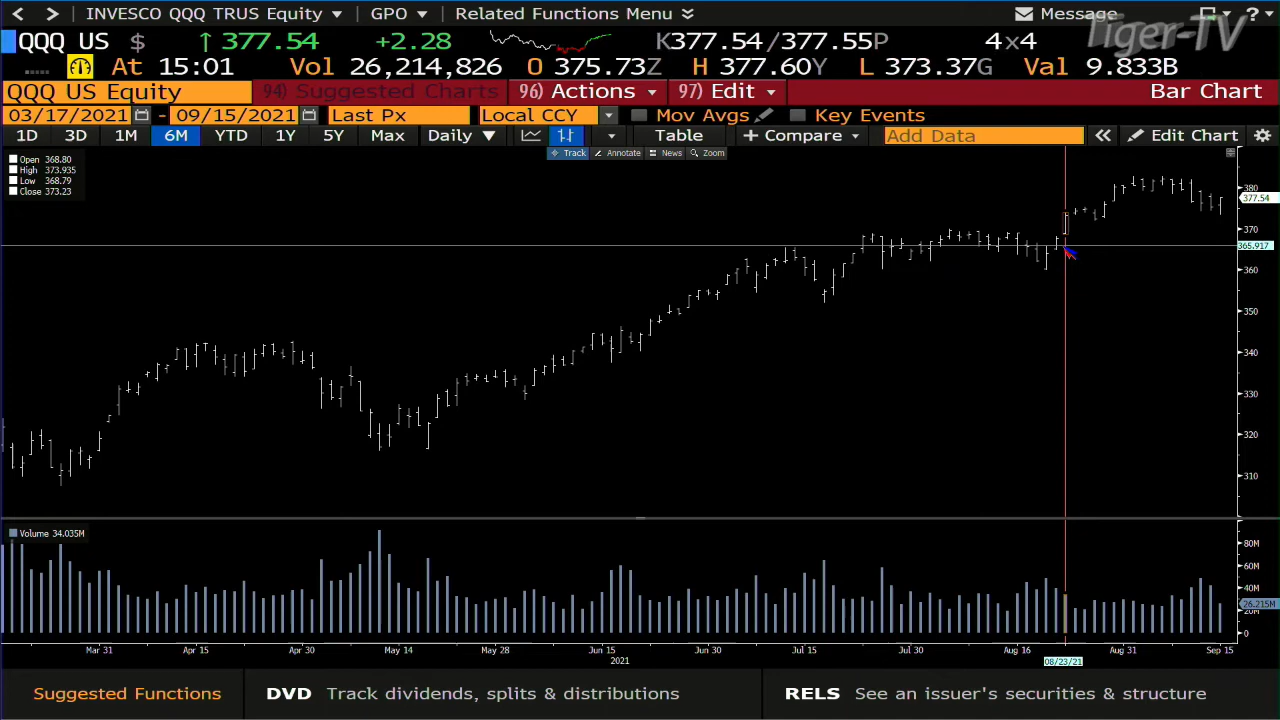 INVESCO QQQ TRUS Equity GPO Related Functions Menu Message ?
Tiger-TV
QQQ US $ ↑ 377.54 +2.28 K377.54/377.55P 4x4
At 15:01 Vol 26,214,826 O 375.73Z H 377.60Y L 373.37G Val 9.833B
QQQ US Equity 94) Suggested Charts 96) Actions 97) Edit Bar Chart
03/17/2021 - 09/15/2021 Last Px Local CCY Mov Avgs Key Events
1D 3D 1M 6M YTD 1Y 5Y Max Daily ▼ Table + Compare Add Data « Edit Chart
Track Annotate News Zoom
Open 368.80
High 373.935
Low 368.79
Close 373.23
380
377.54
370
365.917
360
350
340
330
320
310
Volume 34.035M
80M
60M
40M
26.215M
20M
0
Mar 31 Apr 15 Apr 30 May 14 May 28 Jun 15 Jun 30 Jul 15 Jul 30 Aug 16 Aug 31 Sep 15
2021 08/23/21
Suggested Functions DVD Track dividends, splits & distributions RELS See an issuer's securities & structure